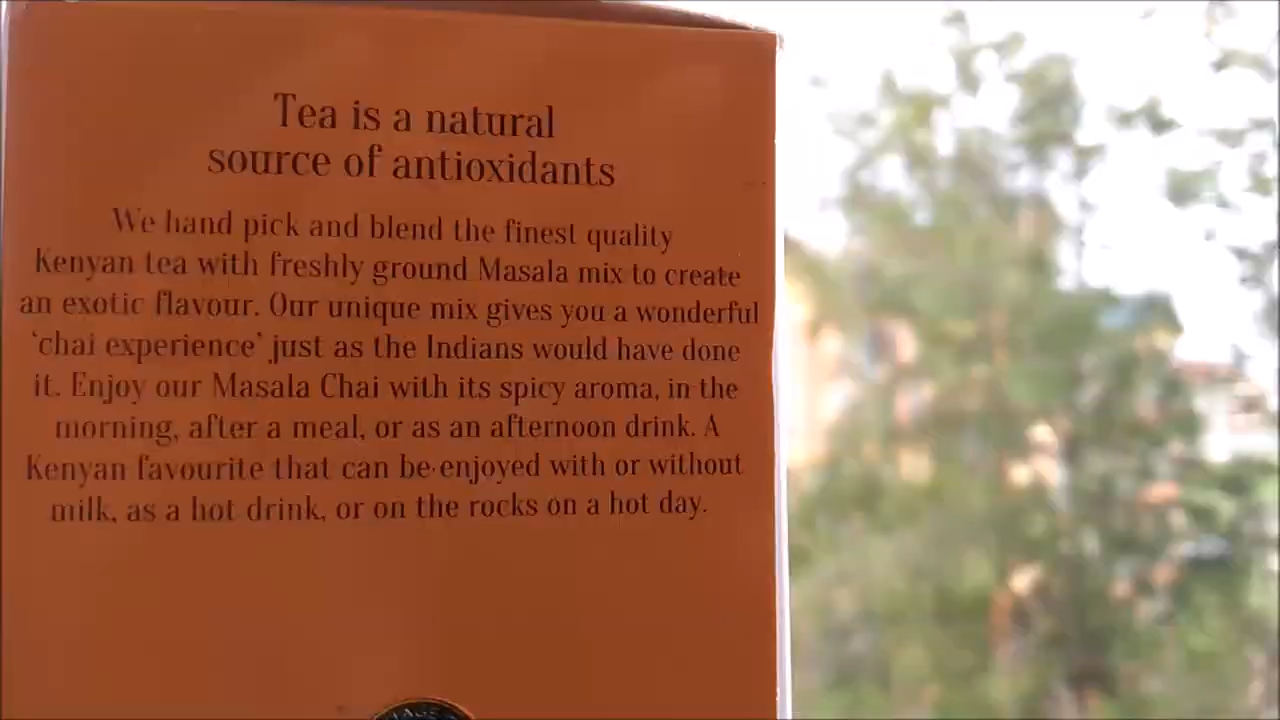 Tea is a natural
source of antioxidants
We hand pick and blend the finest quality
Kenyan tea with freshly ground Masala mix to create
an exotic flavour. Our unique mix gives you a wonderful
‘chai experience’ just as the Indians would have done
it. Enjoy our Masala Chai with its spicy aroma, in the
morning, after a meal, or as an afternoon drink. A
Kenyan favourite that can be enjoyed with or without
milk, as a hot drink, or on the rocks on a hot day.